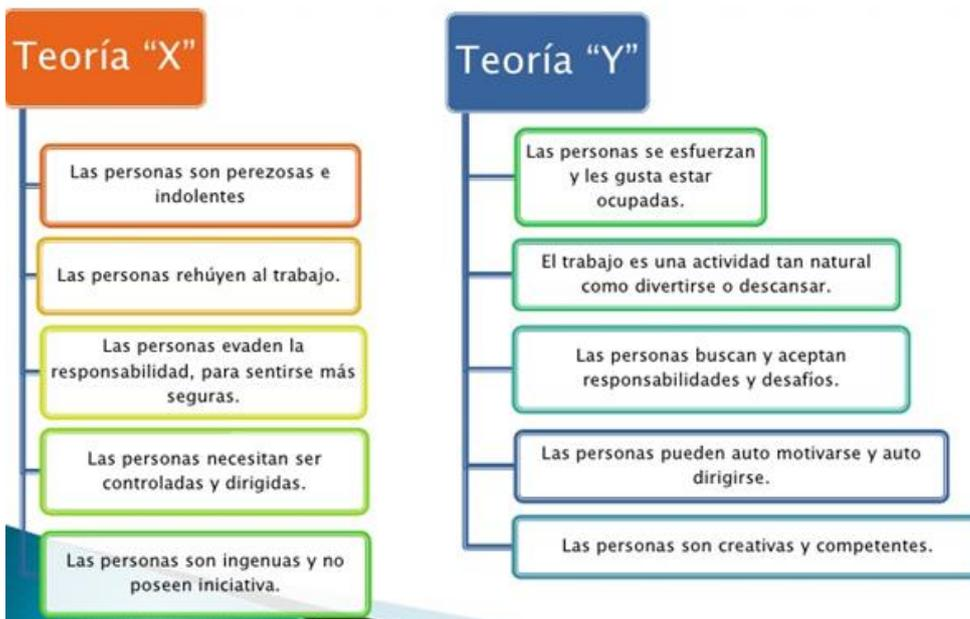 Teoría “X”
Las personas son perezosas e
indolentes
Las personas rehúyen al trabajo.
Las personas evaden la
responsabilidad, para sentirse más
seguras.
Las personas necesitan ser
controladas y dirigidas.
Las personas son ingenuas y no
poseen iniciativa.
Teoría “Y”
Las personas se esfuerzan
y les gusta estar
ocupadas.
El trabajo es una actividad tan natural
como divertirse o descansar.
Las personas buscan y aceptan
responsabilidades y desafíos.
Las personas pueden auto motivarse y auto
dirigirse.
Las personas son creativas y competentes.